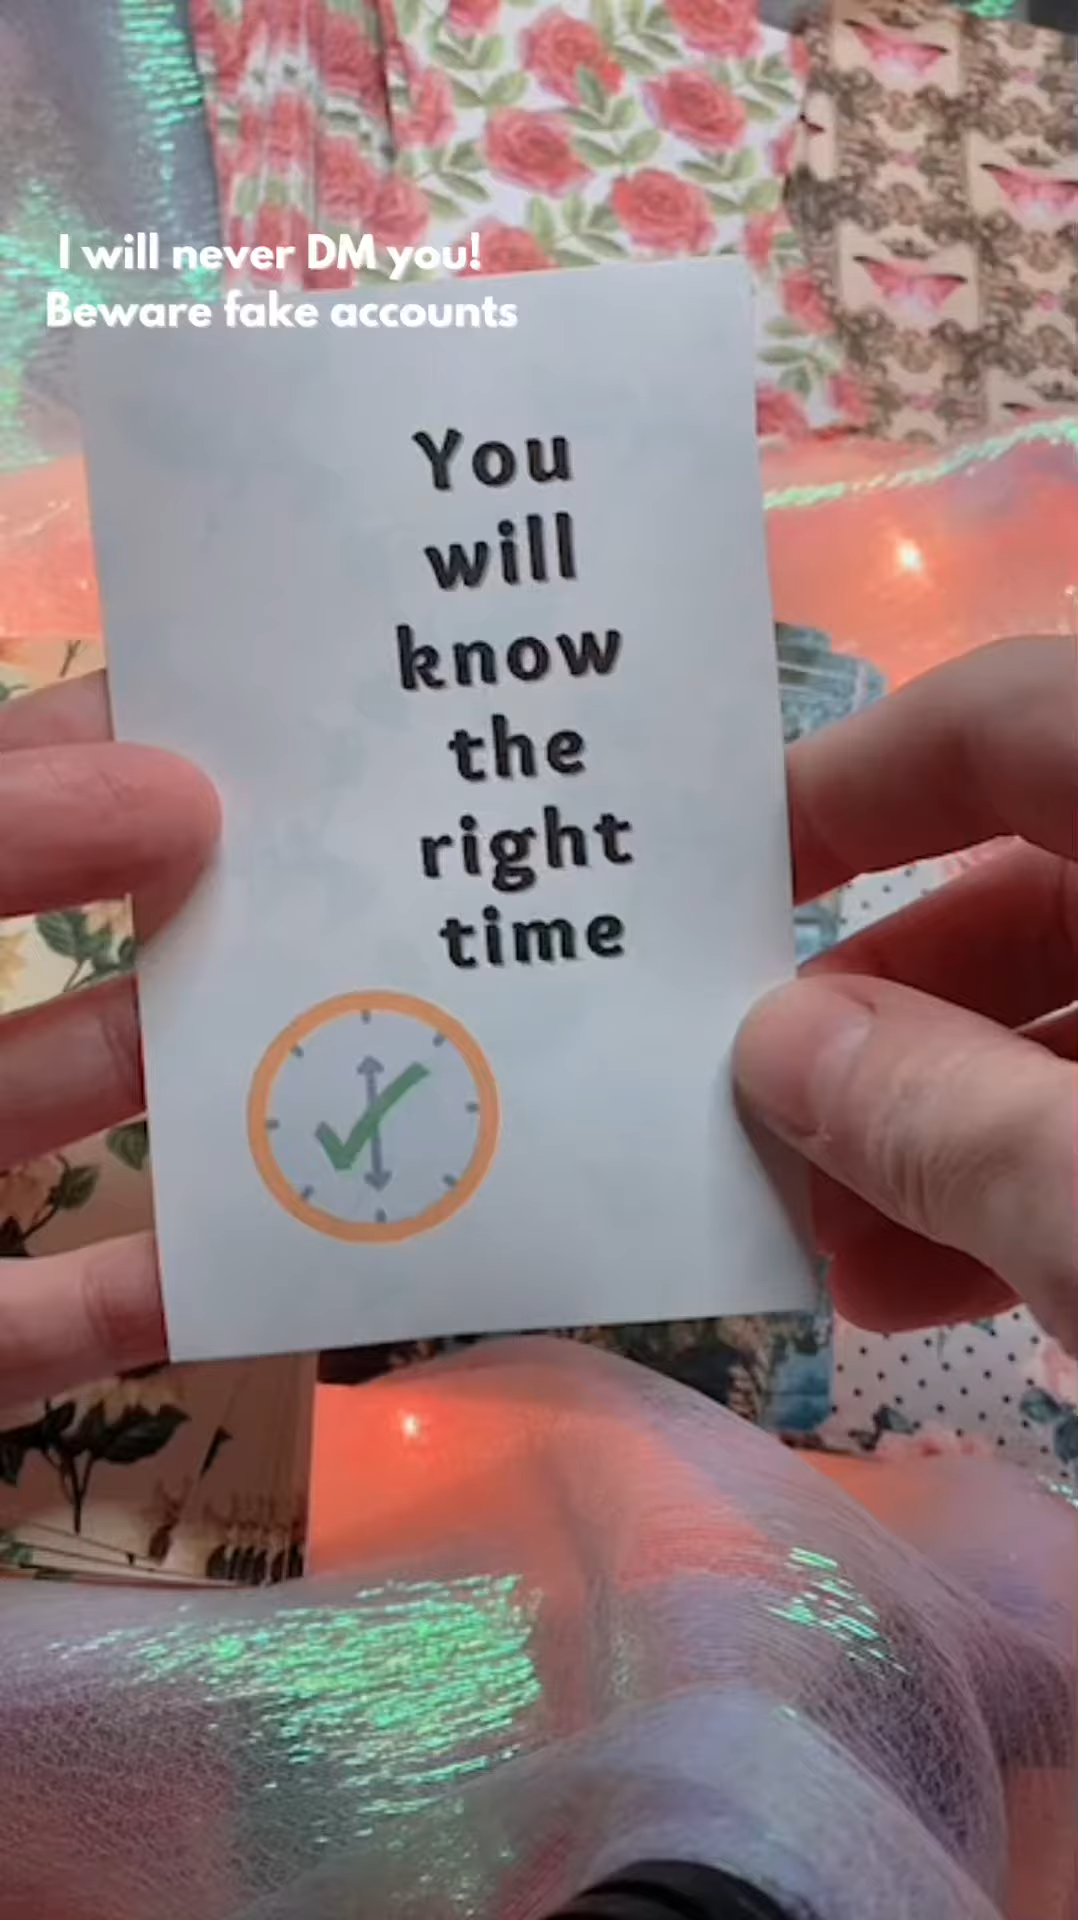 I will never DM you!
Beware fake accounts
You
will
know
the
right
time